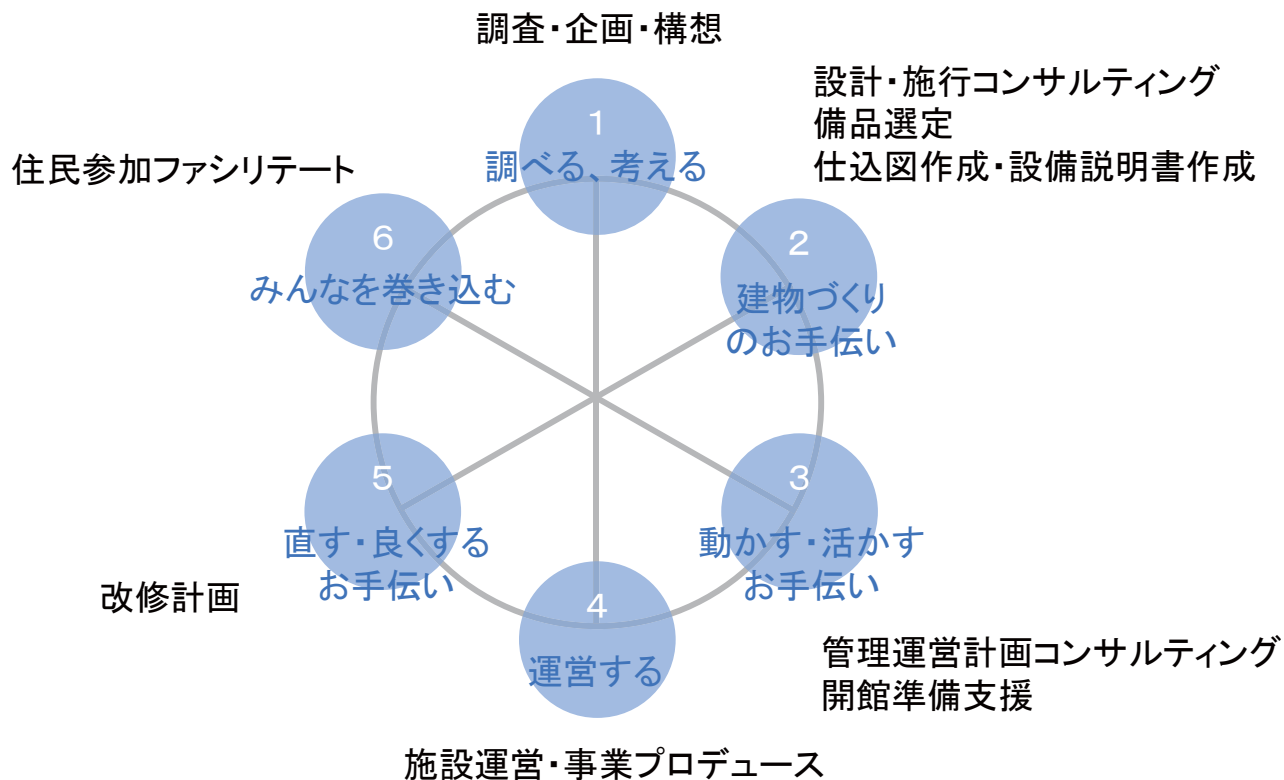 調査・企画・構想
1
調べる、考える
設計・施行コンサルティング
備品選定
仕込図作成・設備説明書作成
2
建物づくり
のお手伝い
3
動かす・活かす
お手伝い
管理運営計画コンサルティング
開館準備支援
4
運営する
施設運営・事業プロデュース
5
直す・良くする
お手伝い
改修計画
住民参加ファシリテート
6
みんなを巻き込む